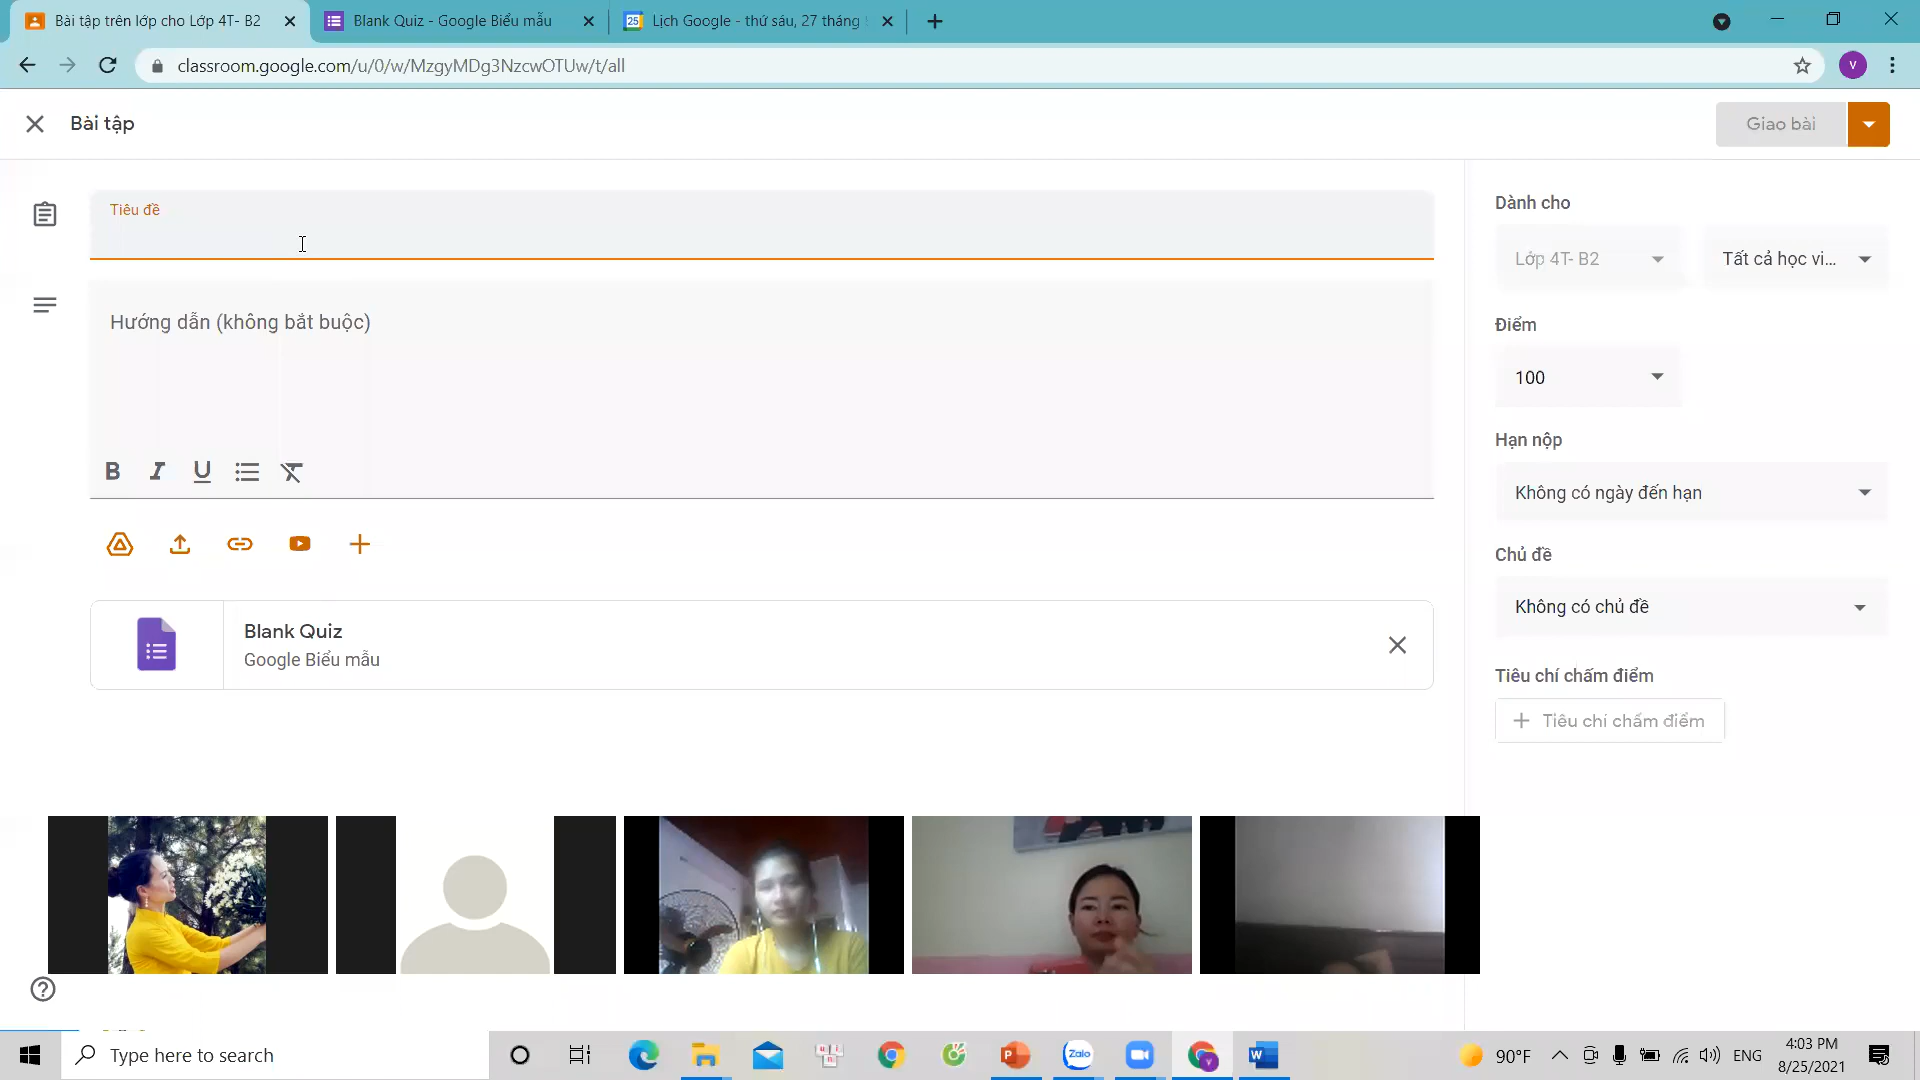 Bài tập trên lớp cho Lớp 4T- B2
Blank Quiz - Google Biểu mẫu
25
Lịch Google - thứ sáu, 27 tháng
classroom.google.com/u/0/w/MzgyMDg3NzcwOTUw/t/all
V
Bài tập
Giao bài
Tiêu đề
Hướng dẫn (không bắt buộc)
B I U
Blank Quiz
Google Biểu mẫu
Dành cho
Lớp 4T- B2
Tất cả học vi...
Điểm
100
Hạn nộp
Không có ngày đến hạn
Chủ đề
Không có chủ đề
Tiêu chí chấm điểm
Tiêu chí chấm điểm
Type here to search
Zalo
90°F
ENG
4:03 PM
8/25/2021